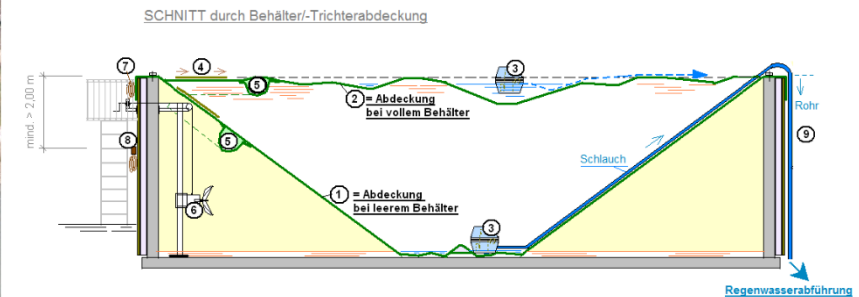 SCHNITT durch Behälter/-Trichterabdeckung
7
4
3
5
2 = Abdeckung
bei vollem Behälter
mind. > 2,00 m
Rohr
8
5
9
Schlauch
1 = Abdeckung
bei leerem Behälter
6
3
Regenwasserabführung